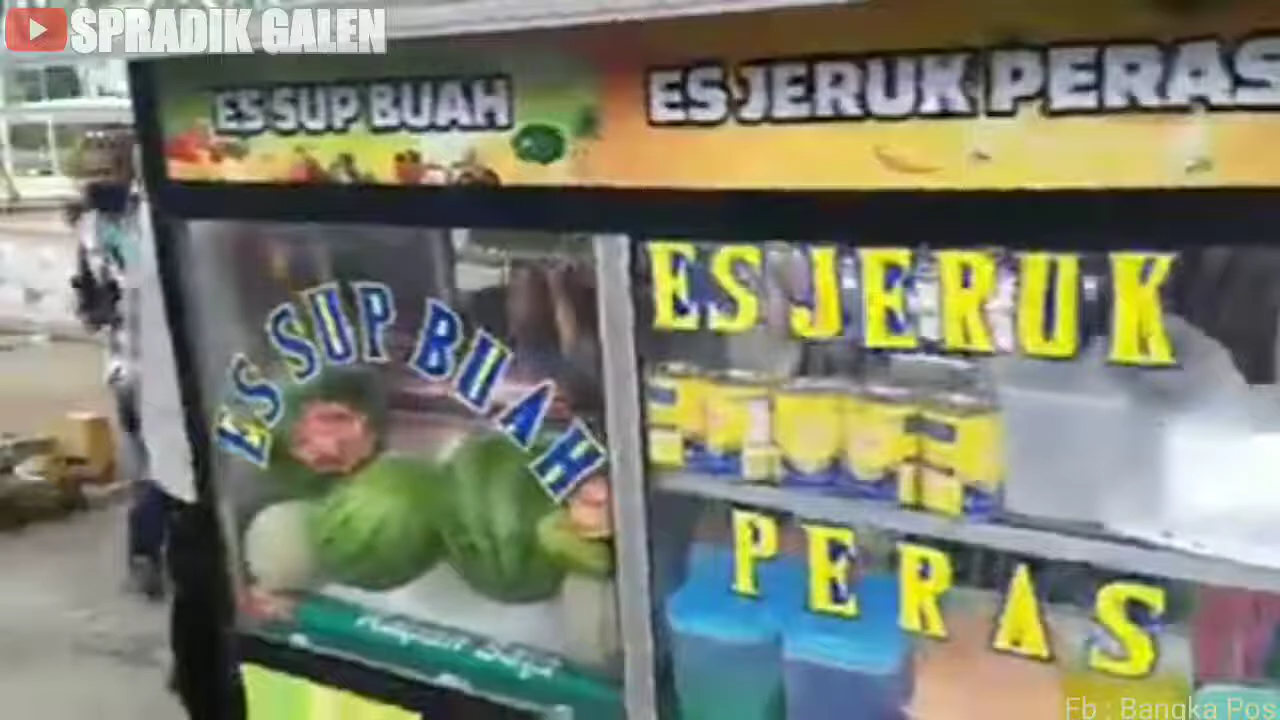 SPRADIK GALEN
ES SUP BUAH
ES JERUK PERAS
ES SUP BUAH
ES JERUK
PERAS
Fb : Bangka Pos